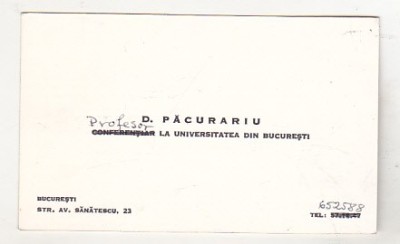 D. PĂCURARIU
Profesor
CONFERENȚIAR LA UNIVERSITATEA DIN BUCUREȘTI
BUCUREȘTI
STR. AV. SĂNĂTESCU, 23
652588
TEL: